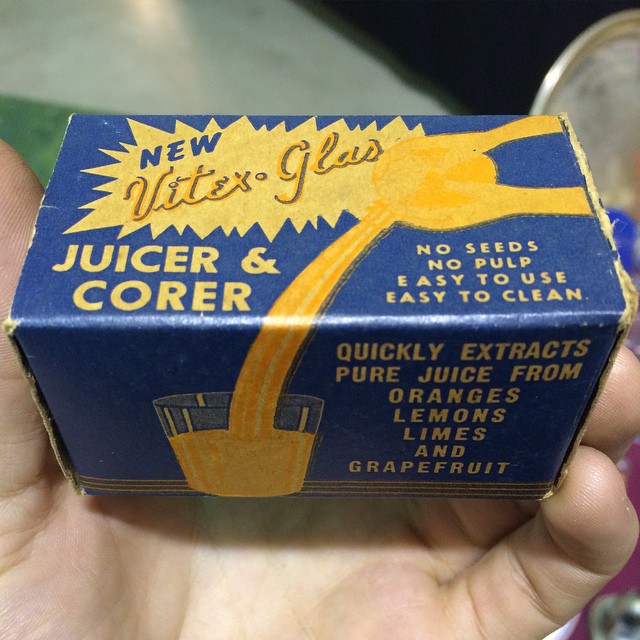 NEW
Vitex-Glas
JUICER &
CORER
NO SEEDS
NO PULP
EASY TO USE
EASY TO CLEAN.
QUICKLY EXTRACTS
PURE JUICE FROM
ORANGES
LEMONS
LIMES
AND
GRAPEFRUIT